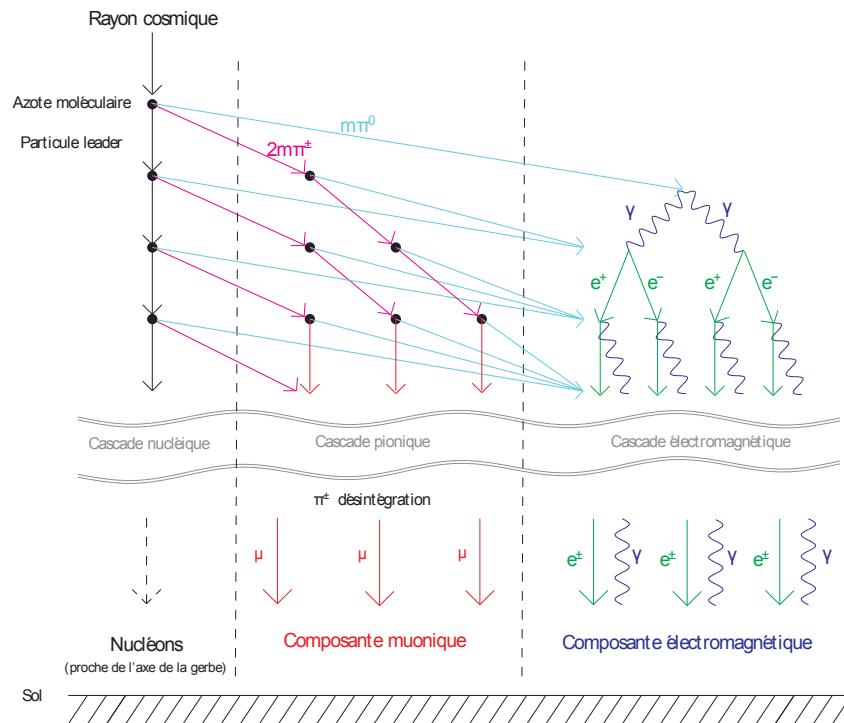 Rayon cosmique
Azote moléculaire
Particule leader
mπ⁰
2mπ±
γ γ
e⁺ e⁻ e⁺ e⁻
Cascade nucléique Cascade pionique Cascade électromagnétique
π± désintégration
μ μ μ e± γ e± γ e± γ
Nucléons
(proche de l'axe de la gerbe)
Composante muonique
Composante électromagnétique
Sol